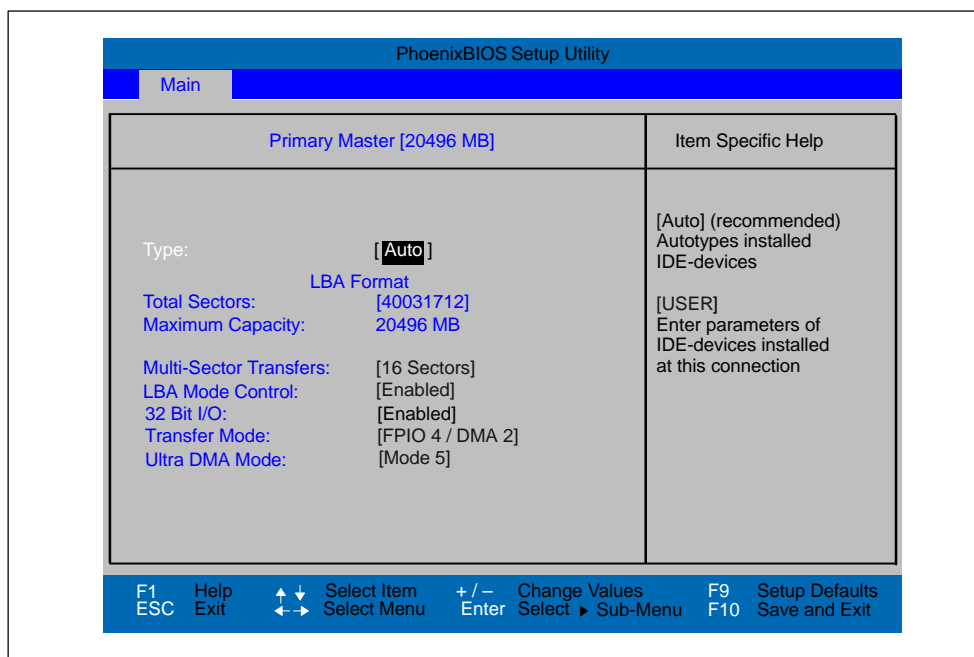 PhoenixBIOS Setup Utility
Main
Primary Master [20496 MB]
Item Specific Help
Type: [Auto]
LBA Format
Total Sectors: [40031712]
Maximum Capacity: 20496 MB
Multi-Sector Transfers: [16 Sectors]
LBA Mode Control: [Enabled]
32 Bit I/O: [Enabled]
Transfer Mode: [FPIO 4 / DMA 2]
Ultra DMA Mode: [Mode 5]
[Auto] (recommended)
Autotypes installed
IDE-devices
[USER]
Enter parameters of
IDE-devices installed
at this connection
F1 Help Select Item + / – Change Values F9 Setup Defaults
ESC Exit Select Menu Enter Select Sub-Menu F10 Save and Exit